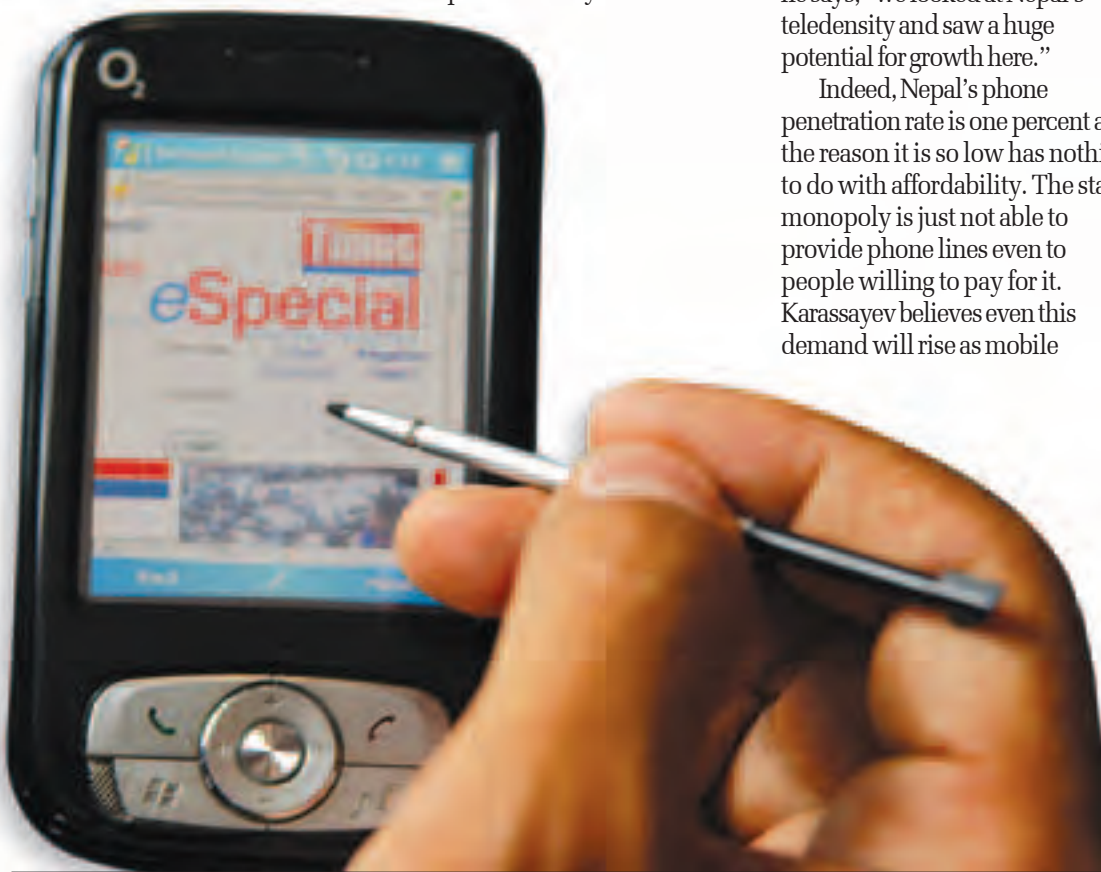 he says, “We looked at Nepal’s
teledensity and saw a huge
potential for growth here.”
Indeed, Nepal’s phone
penetration rate is one percent a
the reason it is so low has nothi
to do with affordability. The sta
monopoly is just not able to
provide phone lines even to
people willing to pay for it.
Karassayev believes even this
demand will rise as mobile
O2
Times
eSpecial